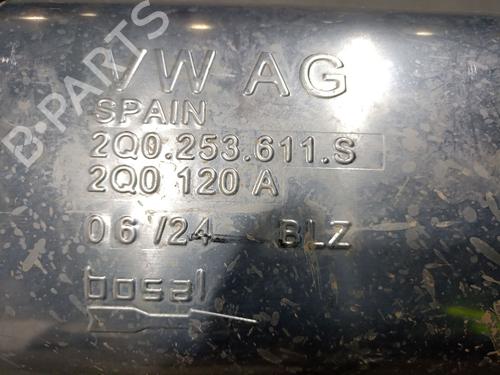 B-PARTS
VW AG
SPAIN
2Q0.253.611.S
2Q0 120 A
06/24 BLZ
bosal